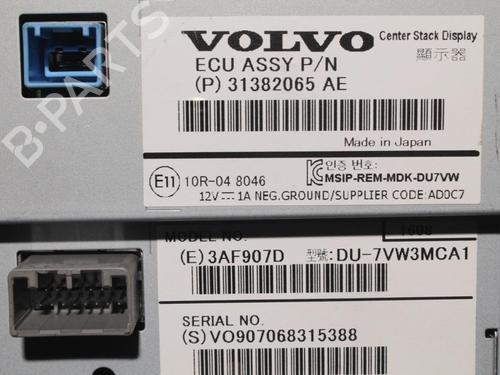 VOLVO Center Stack Display
ECU ASSY P/N 顯示器
(P) 31382065 AE
Made in Japan
E11 10R-04 8046 인증 번호:
MSIP-REM-MDK-DU7VW
12V 1A NEG.GROUND/SUPPLIER CODE:AD0C7
MODEL NO. 1608
(E)3AF907D 型號: DU-7VW3MCA1
SERIAL NO.
(S)VO907068315388